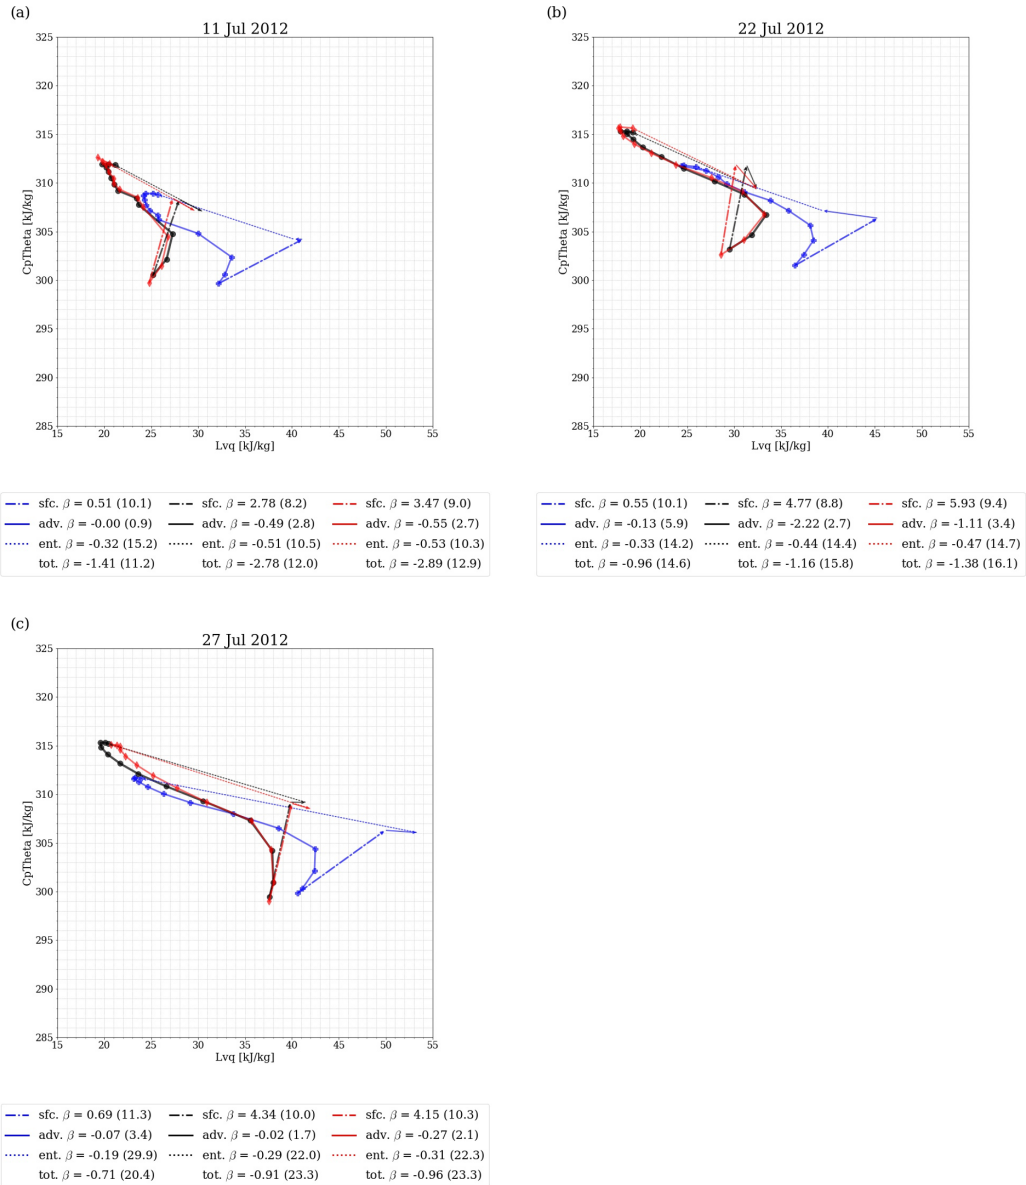 (a)
11 Jul 2012
325
320
315
310
305
300
295
290
285
CpTheta [kJ/kg]
15 20 25 30 35 40 45 50 55
Lvq [kJ/kg]
sfc. β = 0.51 (10.1) sfc. β = 2.78 (8.2) sfc. β = 3.47 (9.0)
adv. β = -0.00 (0.9) adv. β = -0.49 (2.8) adv. β = -0.55 (2.7)
ent. β = -0.32 (15.2) ent. β = -0.51 (10.5) ent. β = -0.53 (10.3)
tot. β = -1.41 (11.2) tot. β = -2.78 (12.0) tot. β = -2.89 (12.9)
(b)
22 Jul 2012
325
320
315
310
305
300
295
290
285
CpTheta [kJ/kg]
15 20 25 30 35 40 45 50 55
Lvq [kJ/kg]
sfc. β = 0.55 (10.1) sfc. β = 4.77 (8.8) sfc. β = 5.93 (9.4)
adv. β = -0.13 (5.9) adv. β = -2.22 (2.7) adv. β = -1.11 (3.4)
ent. β = -0.33 (14.2) ent. β = -0.44 (14.4) ent. β = -0.47 (14.7)
tot. β = -0.96 (14.6) tot. β = -1.16 (15.8) tot. β = -1.38 (16.1)
(c)
27 Jul 2012
325
320
315
310
305
300
295
290
285
CpTheta [kJ/kg]
15 20 25 30 35 40 45 50 55
Lvq [kJ/kg]
sfc. β = 0.69 (11.3) sfc. β = 4.34 (10.0) sfc. β = 4.15 (10.3)
adv. β = -0.07 (3.4) adv. β = -0.02 (1.7) adv. β = -0.27 (2.1)
ent. β = -0.19 (29.9) ent. β = -0.29 (22.0) ent. β = -0.31 (22.3)
tot. β = -0.71 (20.4) tot. β = -0.91 (23.3) tot. β = -0.96 (23.3)